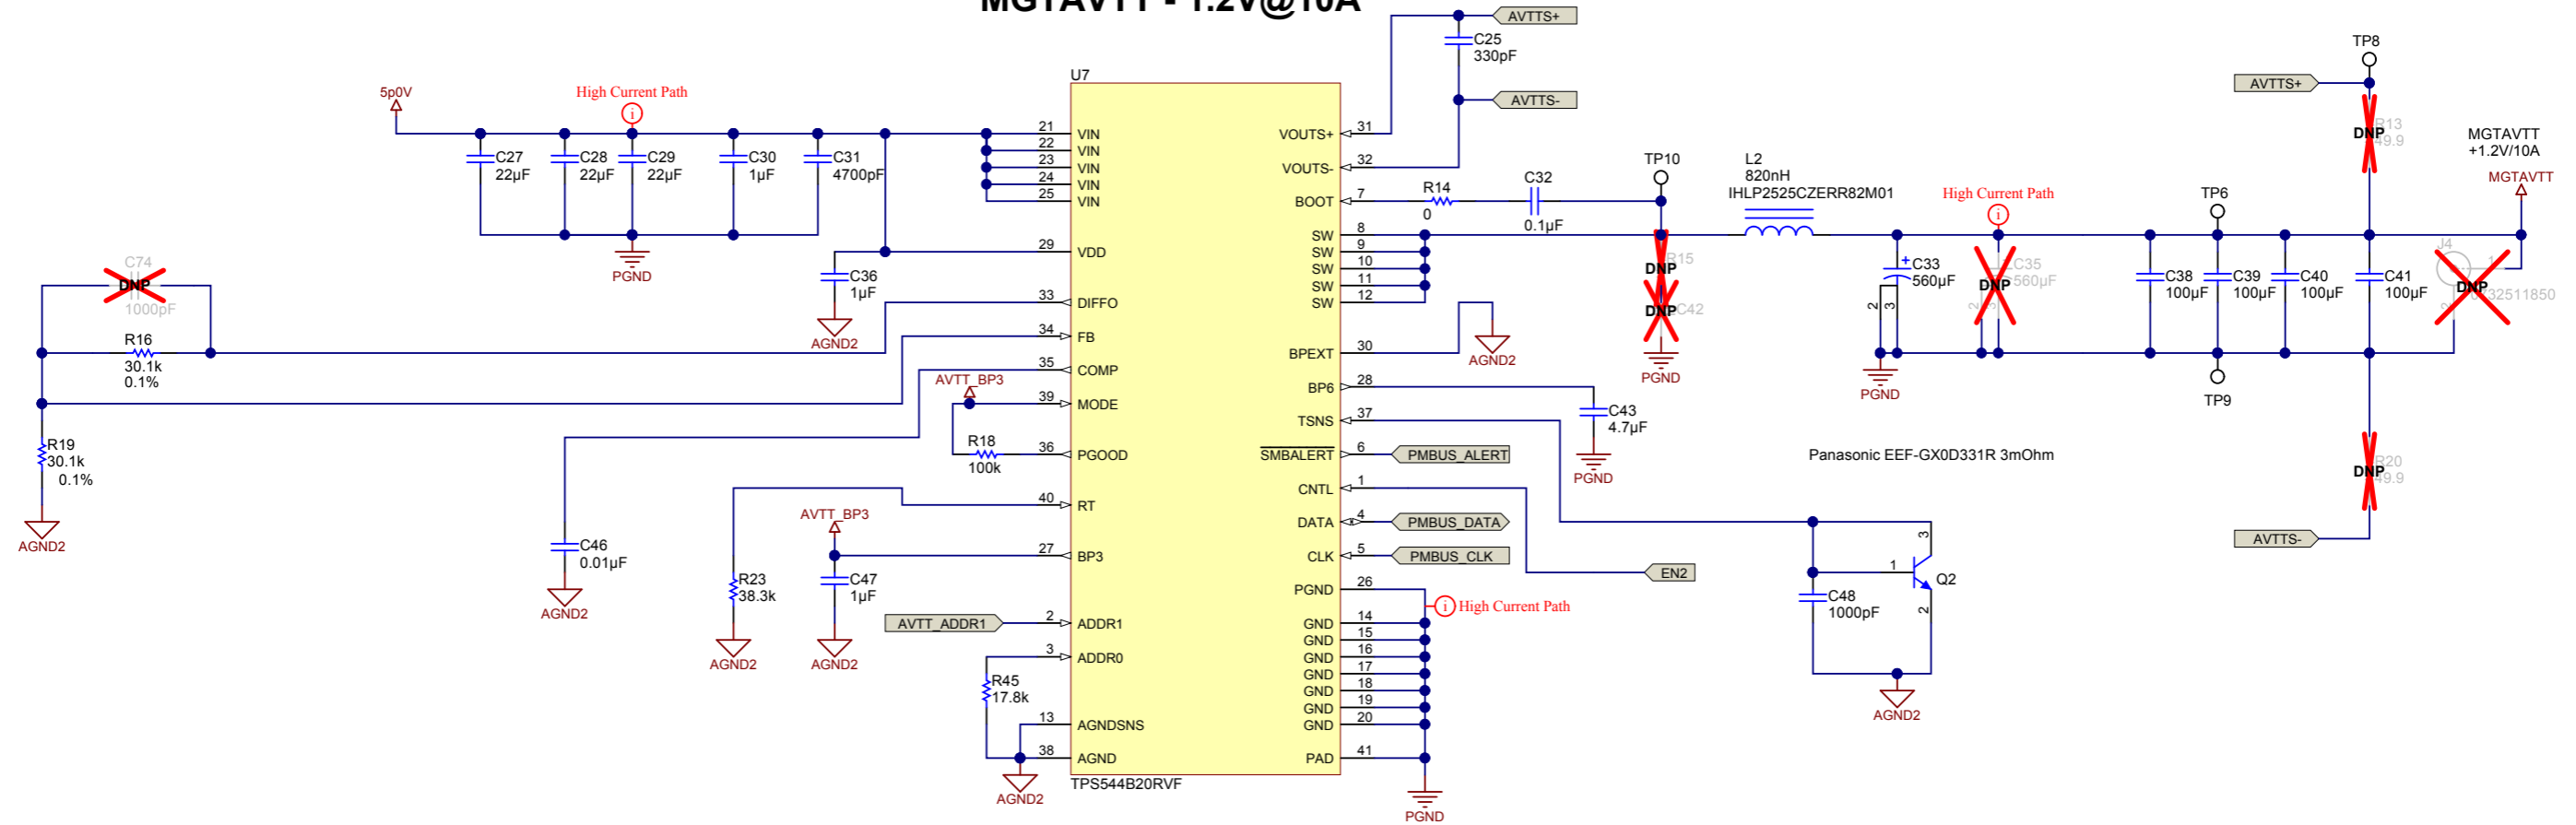 MGTAVTT - 1.2V@10A
AVTTS+
C25
330pF
AVTTS-
TP8
AVTTS+
R13
DNP
49.9
MGTAVTT
+1.2V/10A
MGTAVTT
U7
5p0V
High Current Path
i
C27
22µF
C28
22µF
C29
22µF
C30
1µF
C31
4700pF
PGND
21 VIN
22 VIN
23 VIN
24 VIN
25 VIN
29 VDD
33 DIFFO
34 FB
35 COMP
39 MODE
36 PGOOD
40 RT
27 BP3
2 ADDR1
3 ADDR0
13 AGNDSNS
38 AGND
VOUTS+ 31
VOUTS- 32
BOOT 7
SW 8
SW 9
SW 10
SW 11
SW 12
BPEXT 30
BP6 28
TSNS 37
SMBALERT 6
CNTL 1
DATA 4
CLK 5
PGND 26
GND 14
GND 15
GND 16
GND 17
GND 18
GND 19
GND 20
PAD 41
TPS544B20RVF
C36
1µF
AGND2
C74
DNP
1000pF
R16
30.1k
0.1%
R19
30.1k
0.1%
AGND2
AVTT_BP3
R18
100k
C46
0.01µF
AGND2
R23
38.3k
AGND2
AVTT_BP3
C47
1µF
AGND2
AVTT_ADDR1
R45
17.8k
AGND2
R14
0
C32
0.1µF
TP10
R15
DNP
DNP
C42
PGND
L2
820nH
IHLP2525CZERR82M01
High Current Path
i
+
C33
560µF
2
3
PGND
C35
DNP
560µF
2
TP6
C38
100µF
C39
100µF
C40
100µF
C41
100µF
TP9
J4
1
DNP
2
R20
DNP
49.9
AVTTS-
AGND2
C43
4.7µF
PGND
PMBUS_ALERT
PMBUS_DATA
PMBUS_CLK
EN2
High Current Path
i
PGND
Panasonic EEF-GX0D331R 3mOhm
3
1
Q2
2
C48
1000pF
AGND2